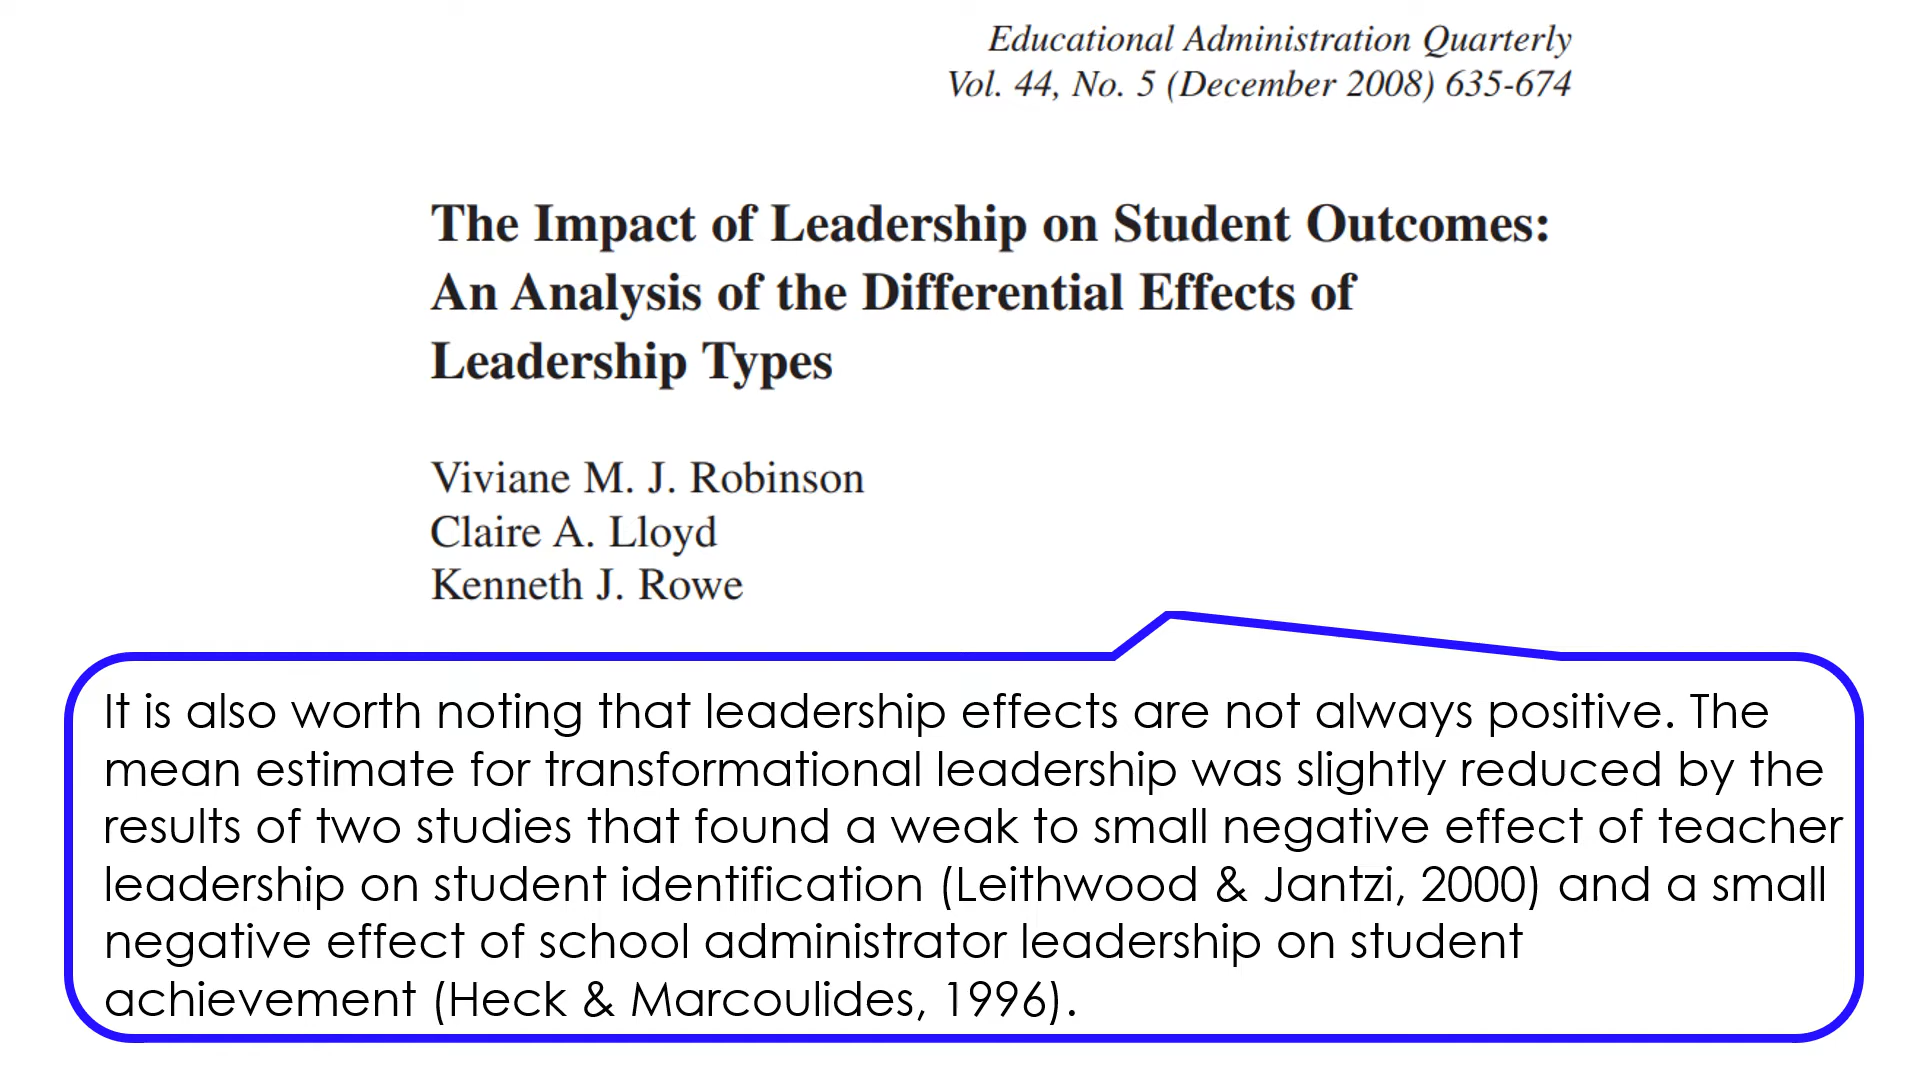 Educational Administration Quarterly
Vol. 44, No. 5 (December 2008) 635-674
The Impact of Leadership on Student Outcomes:
An Analysis of the Differential Effects of
Leadership Types
Viviane M. J. Robinson
Claire A. Lloyd
Kenneth J. Rowe
It is also worth noting that leadership effects are not always positive. The
mean estimate for transformational leadership was slightly reduced by the
results of two studies that found a weak to small negative effect of teacher
leadership on student identification (Leithwood & Jantzi, 2000) and a small
negative effect of school administrator leadership on student
achievement (Heck & Marcoulides, 1996).